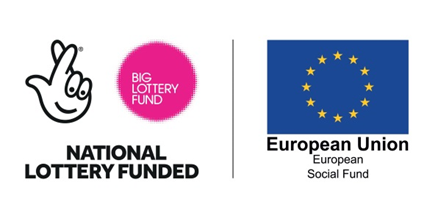 BIG
LOTTERY
FUND
NATIONAL
LOTTERY FUNDED
European Union
European
Social Fund